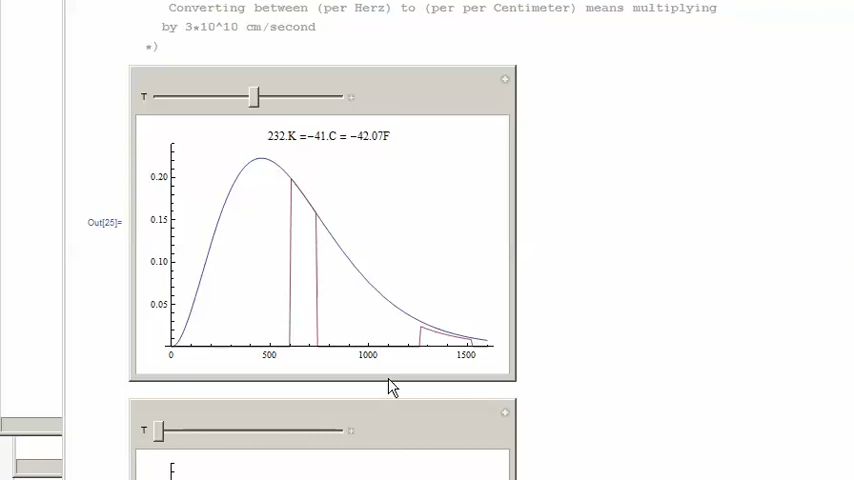 Converting between (per Herz) to (per per Centimeter) means multiplying
by 3*10^10 cm/second
*)
T
232.K =-41.C = -42.07F
0.20
0.15
Out[25]=
0.10
0.05
0 500 1000 1500
T